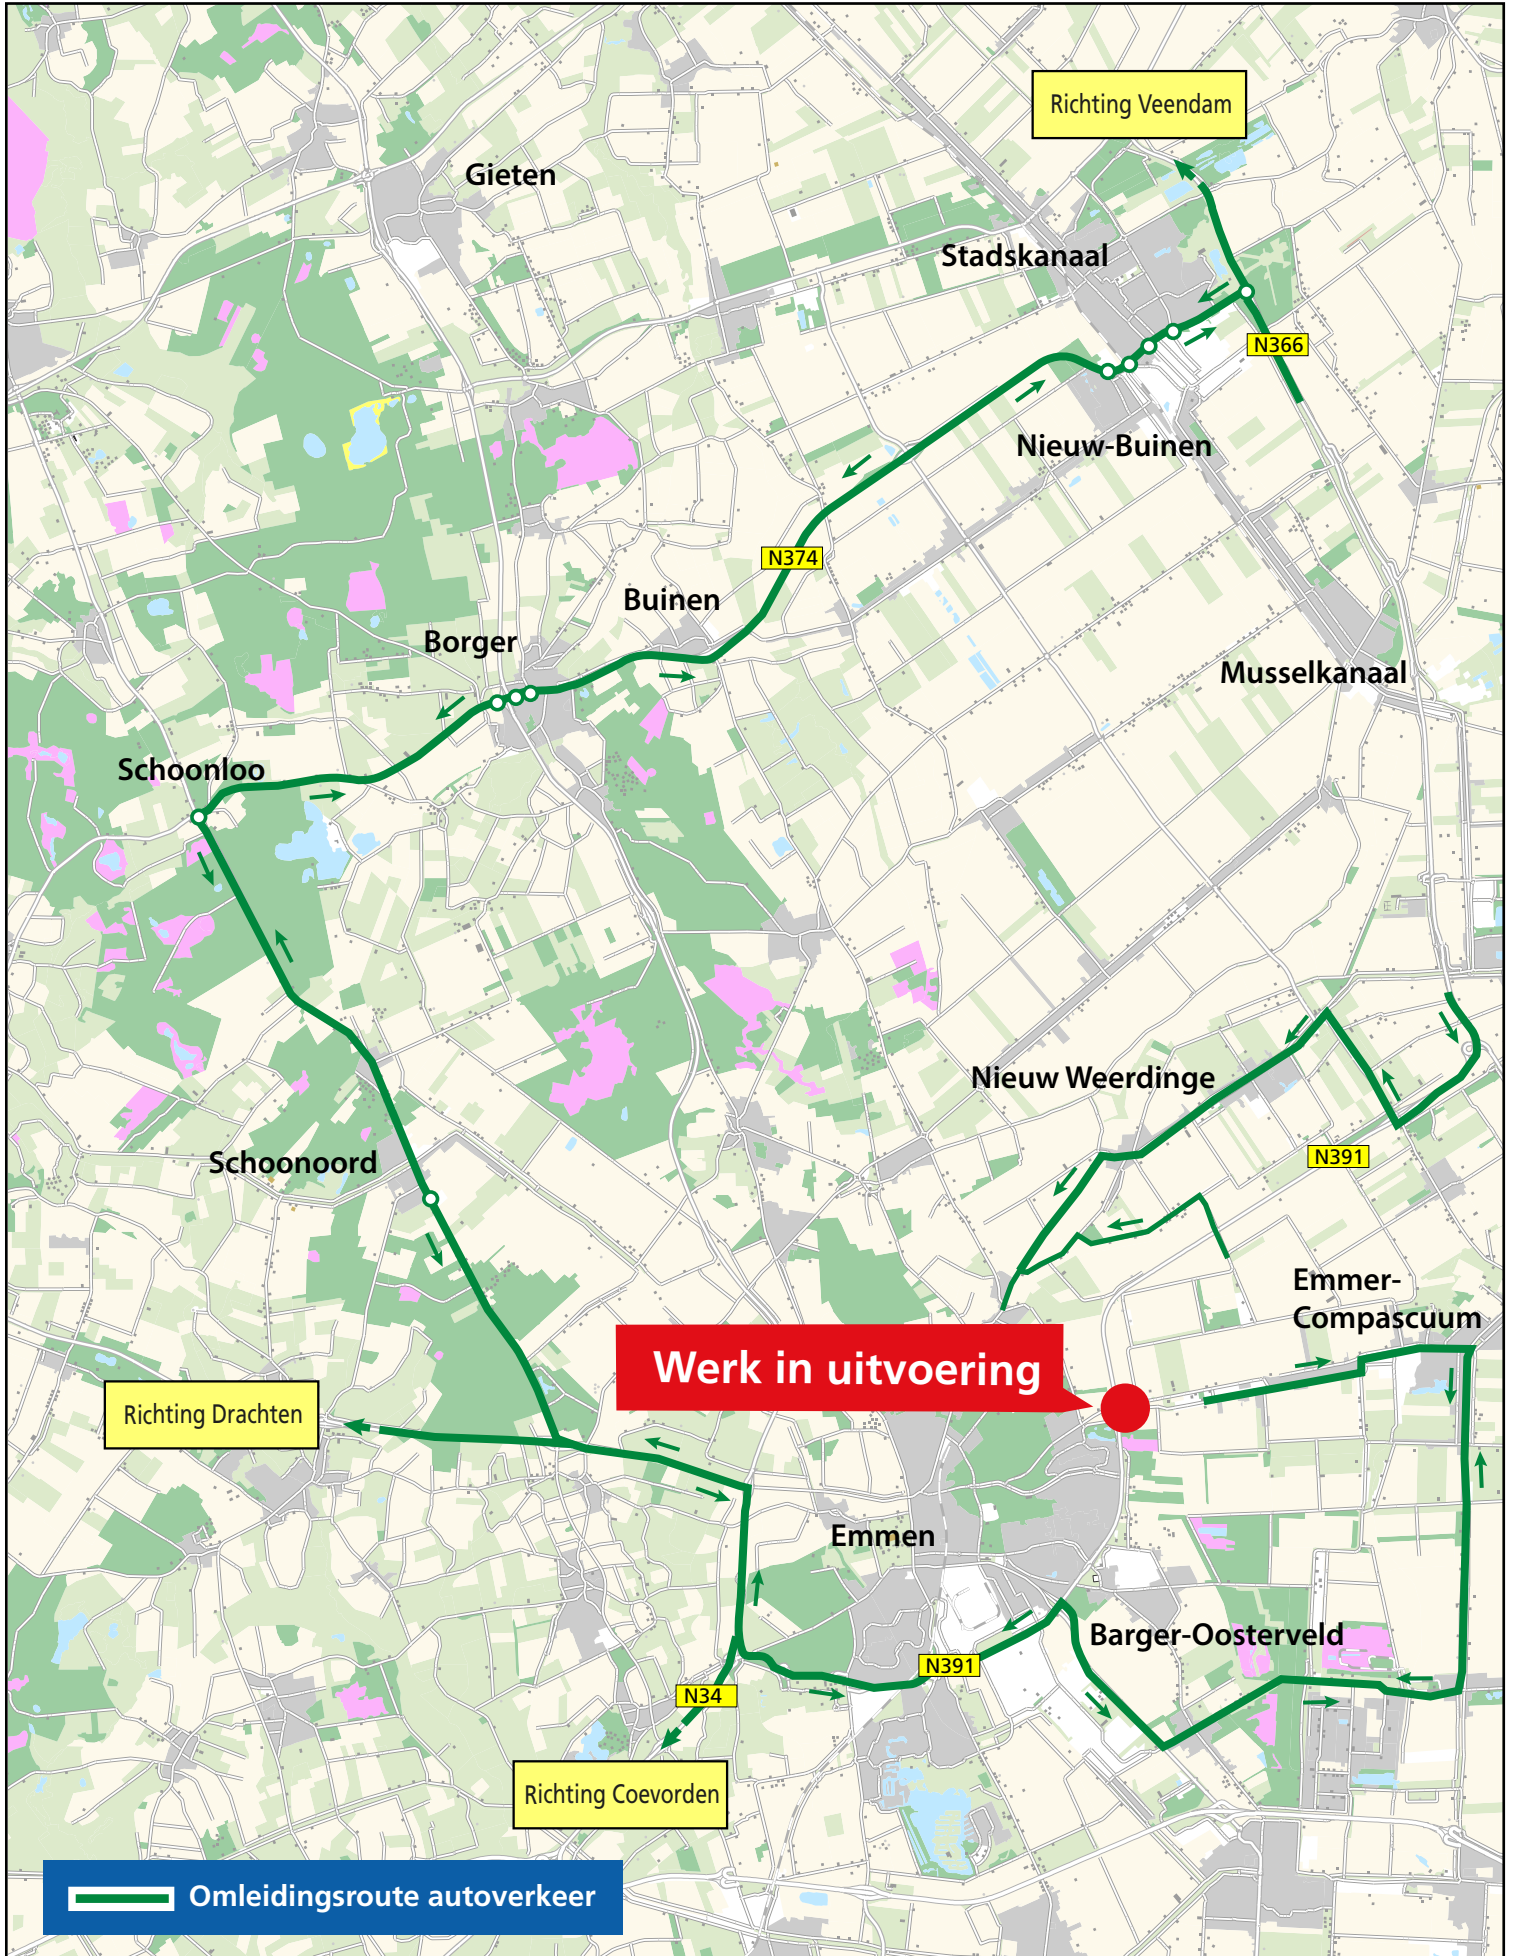 Richting Veendam
Gieten
Stadskanaal
N366
Nieuw-Buinen
N374
Buinen
Borger
Musselkanaal
Schoonloo
Nieuw Weerdinge
N391
Schoonoord
Emmer-
Compascuum
Werk in uitvoering
Richting Drachten
Emmen
Barger-Oosterveld
N391
N34
Richting Coevorden
Omleidingsroute autoverkeer